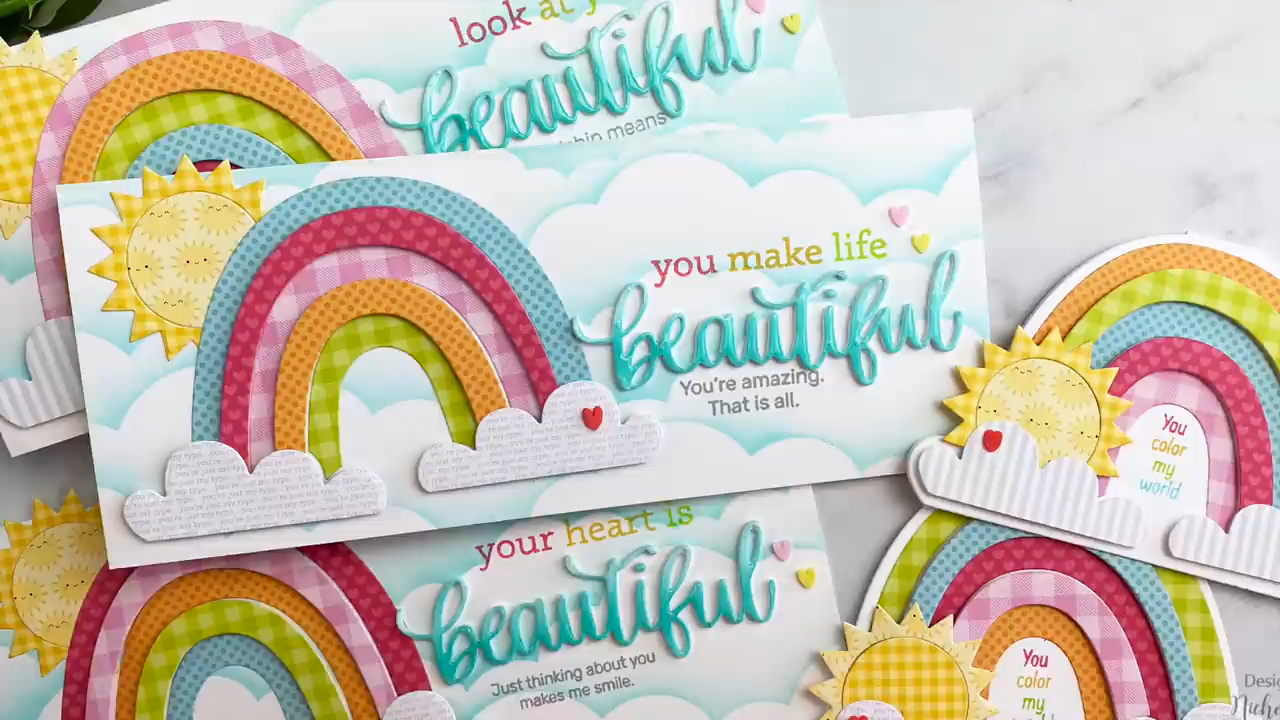 look at
beautiful
means
you make life
beautiful
You're amazing.
That is all.
your heart is
beautiful
Just thinking about you
makes me smile.
You
color
my
world
You
color
my